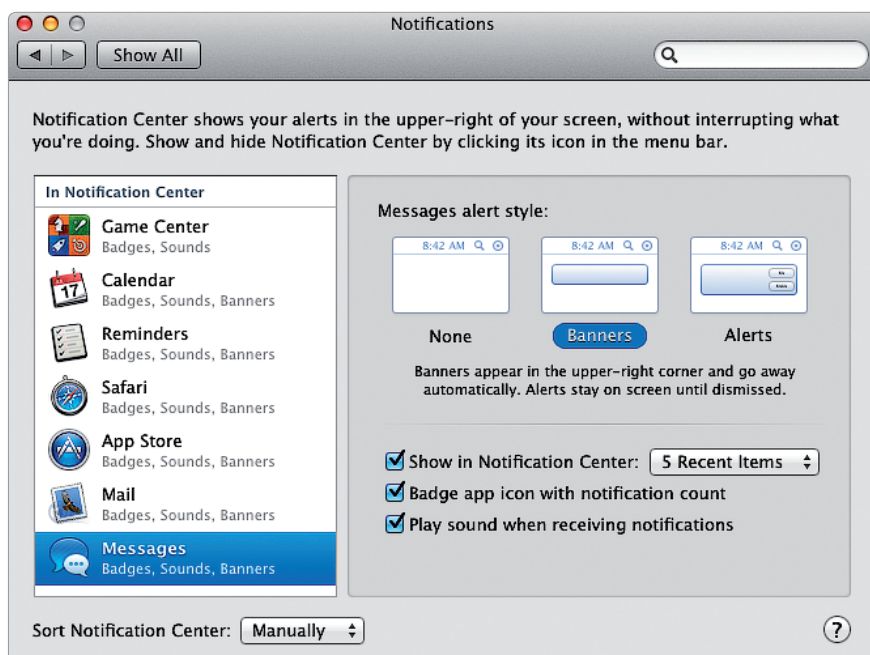 Notifications
Show All
Notification Center shows your alerts in the upper-right of your screen, without interrupting what
you're doing. Show and hide Notification Center by clicking its icon in the menu bar.
In Notification Center
Game Center
Badges, Sounds
Calendar
Badges, Sounds, Banners
17
Reminders
Badges, Sounds, Banners
Safari
Badges, Sounds, Banners
App Store
Badges, Sounds, Banners
Mail
Badges, Sounds, Banners
Messages
Badges, Sounds, Banners
Messages alert style:
8:42 AM
8:42 AM
8:42 AM
None
Banners
Alerts
Banners appear in the upper-right corner and go away
automatically. Alerts stay on screen until dismissed.
Show in Notification Center: 5 Recent Items
Badge app icon with notification count
Play sound when receiving notifications
Sort Notification Center: Manually
?